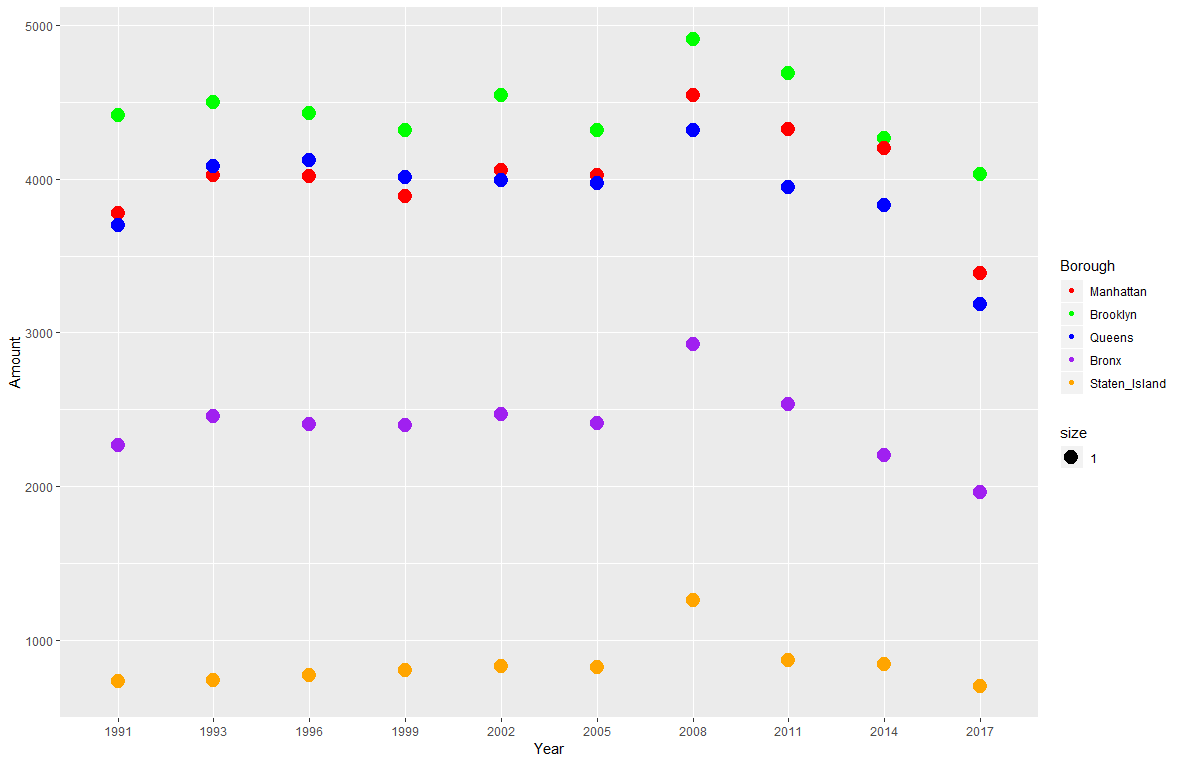 5000
4000
3000
2000
1000
Amount
1991 1993 1996 1999 2002 2005 2008 2011 2014 2017
Year
Borough
Manhattan
Brooklyn
Queens
Bronx
Staten_Island
size
1